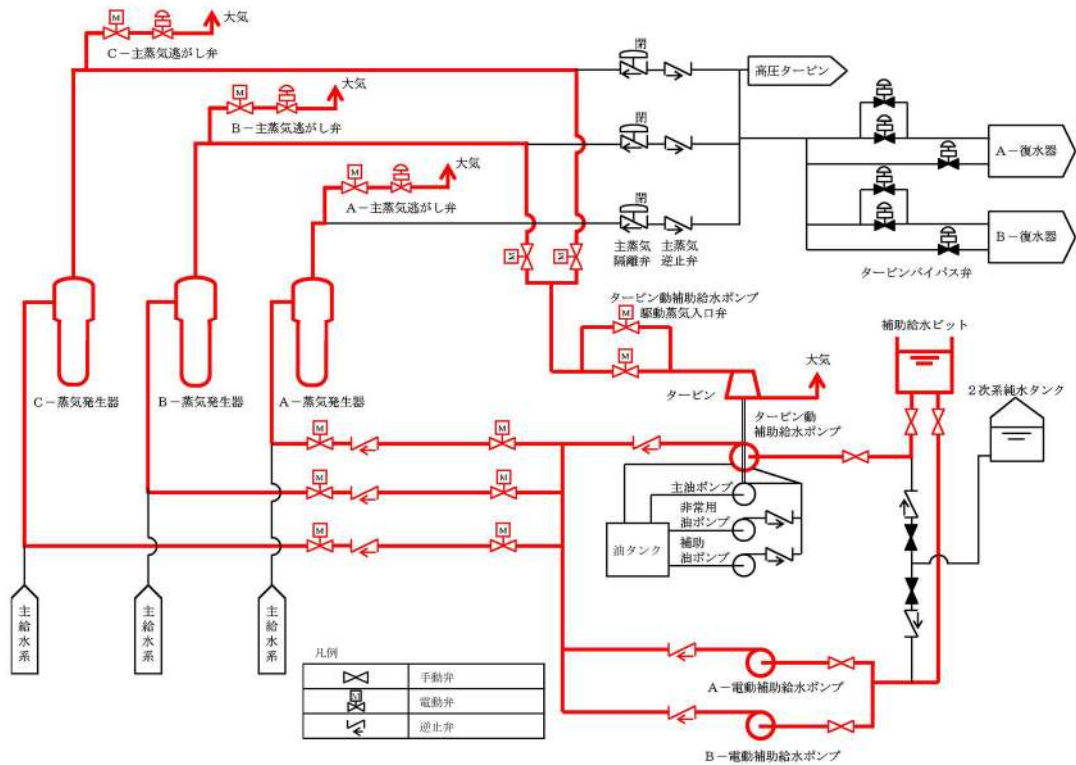 M
大気
C－主蒸気逃がし弁
M
大気
B－主蒸気逃がし弁
M
大気
A－主蒸気逃がし弁
閉
閉
閉
主蒸気
隔離弁
主蒸気
逆止弁
高圧タービン
A－復水器
B－復水器
タービンバイパス弁
M
M
タービン動補助給水ポンプ
駆動蒸気入口弁
M
M
大気
タービン
補助給水ピット
2次系純水タンク
C－蒸気発生器
B－蒸気発生器
A－蒸気発生器
タービン動
補助給水ポンプ
M
M
M
M
M
M
主油ポンプ
非常用
油ポンプ
補助
油ポンプ
油タンク
主給水系
主給水系
主給水系
A－電動補助給水ポンプ
B－電動補助給水ポンプ
凡例
手動弁
M
電動弁
逆止弁